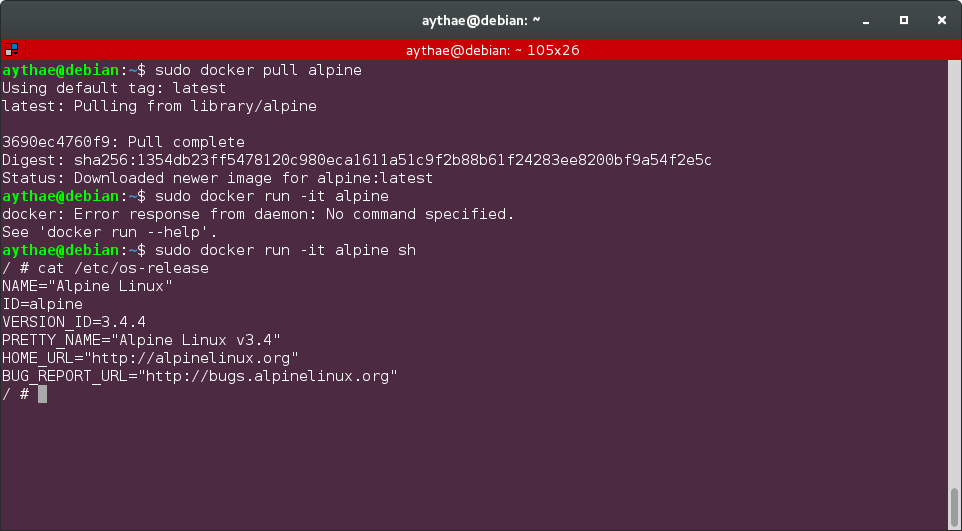 aythae@debian: ~
aythae@debian: ~ 105x26
aythae@debian:~$ sudo docker pull alpine
Using default tag: latest
latest: Pulling from library/alpine
3690ec4760f9: Pull complete
Digest: sha256:1354db23ff5478120c980eca1611a51c9f2b88b61f24283ee8200bf9a54f2e5c
Status: Downloaded newer image for alpine:latest
aythae@debian:~$ sudo docker run -it alpine
docker: Error response from daemon: No command specified.
See 'docker run --help'.
aythae@debian:~$ sudo docker run -it alpine sh
/ # cat /etc/os-release
NAME="Alpine Linux"
ID=alpine
VERSION_ID=3.4.4
PRETTY_NAME="Alpine Linux v3.4"
HOME_URL="http://alpinelinux.org"
BUG_REPORT_URL="http://bugs.alpinelinux.org"
/ #